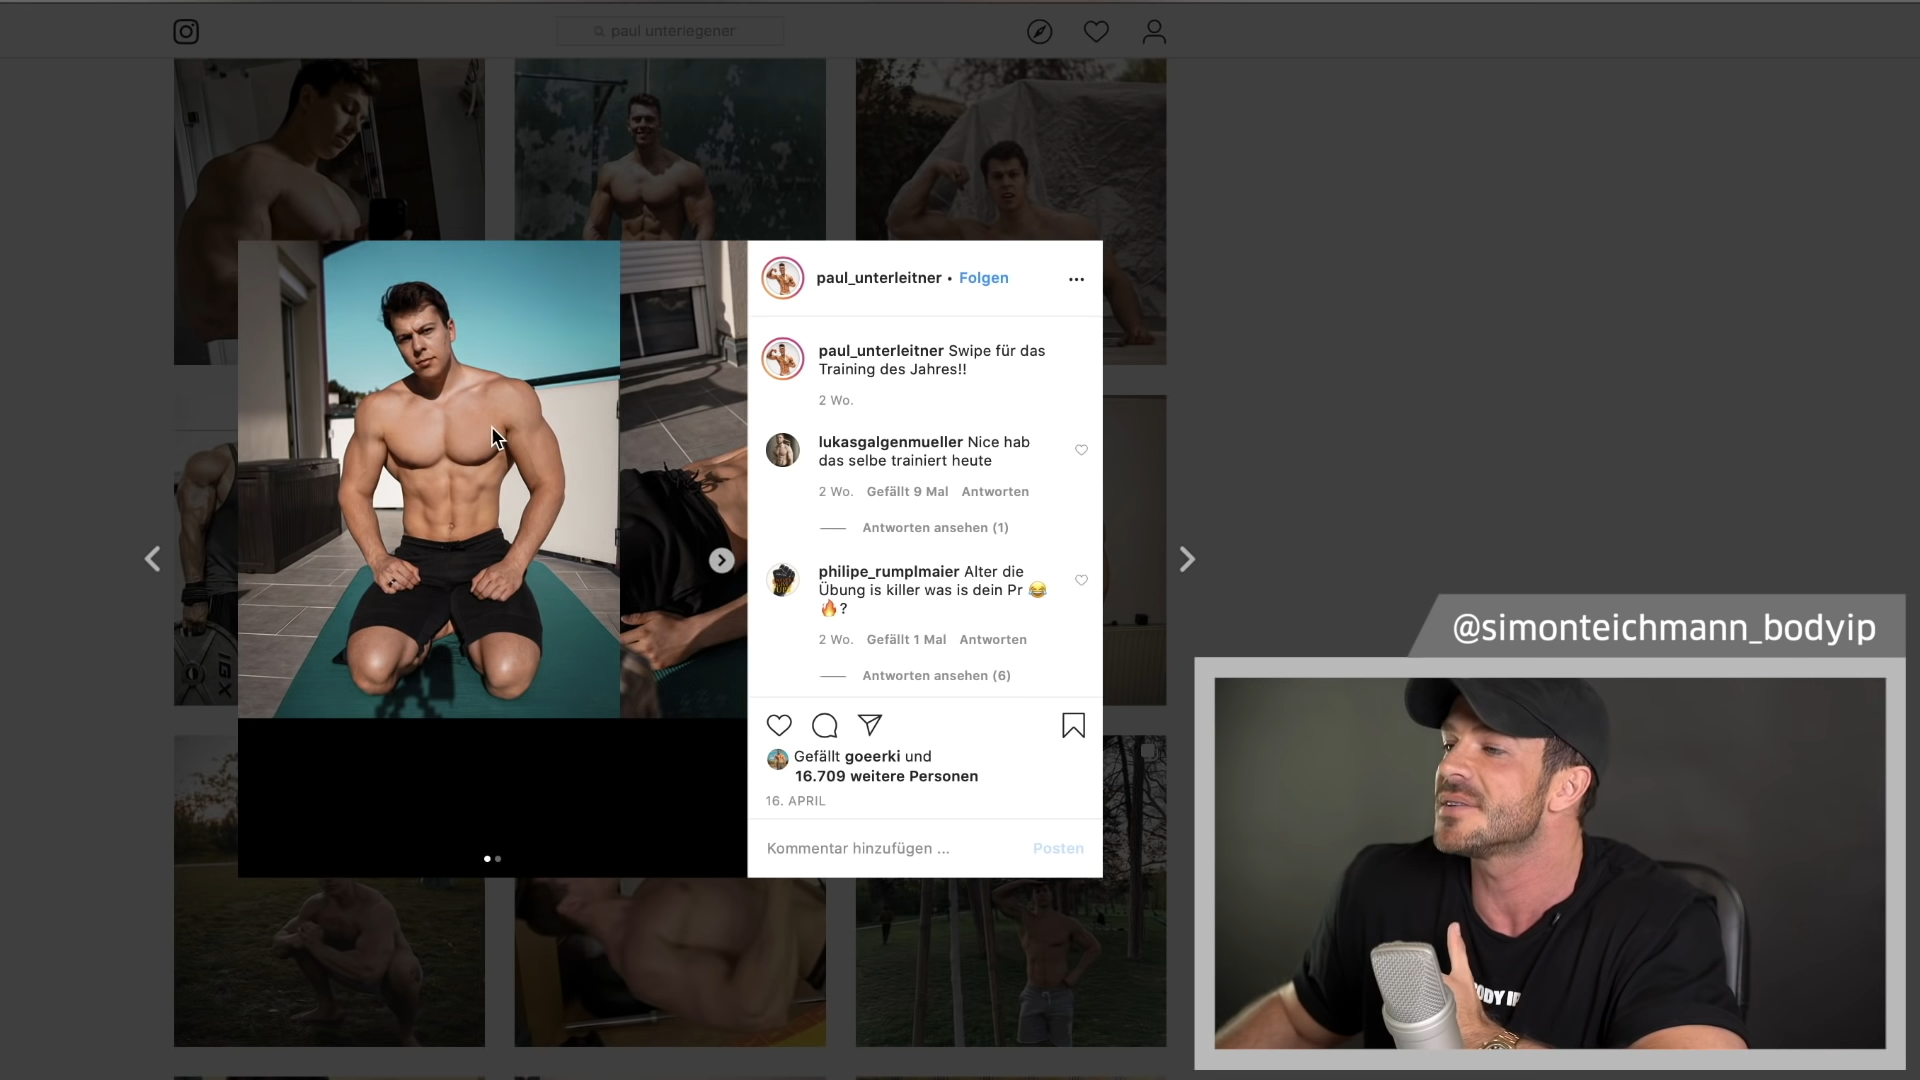 paul unterlegener
paul_unterleitner • Folgen
paul_unterleitner Swipe für das
Training des Jahres!!
2 Wo.
lukasgalgenmueller Nice hab
das selbe trainiert heute
2 Wo. Gefällt 9 Mal Antworten
Antworten ansehen (1)
philipe_rumplmaier Alter die
Übung is killer was is dein Pr 😂
🔥?
2 Wo. Gefällt 1 Mal Antworten
Antworten ansehen (6)
Gefällt goeerki und
16.709 weitere Personen
16. APRIL
Kommentar hinzufügen ...
Posten
IGX
@simonteichmann_bodyip